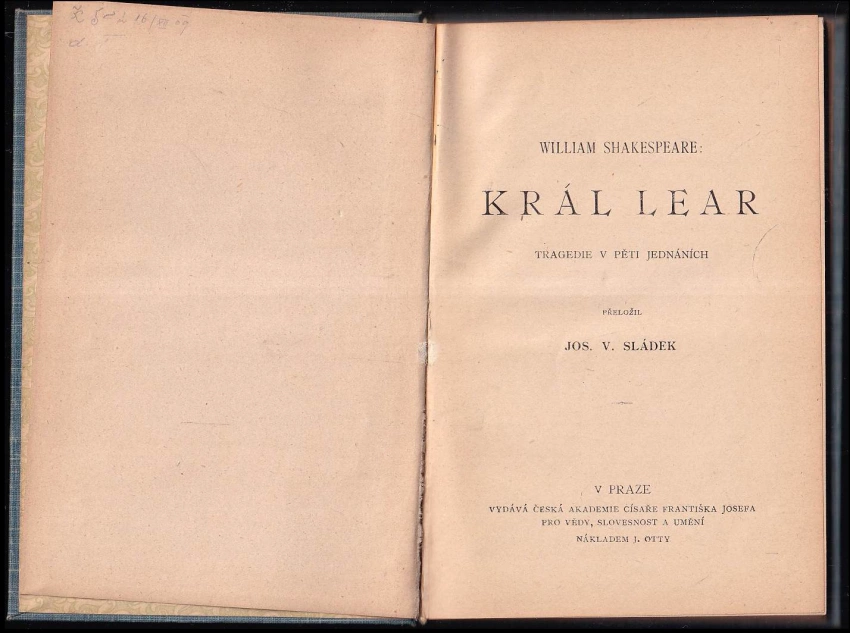 WILLIAM SHAKESPEARE:
KRÁL LEAR
TRAGEDIE V PĚTI JEDNÁNÍCH
PŘELOŽIL
JOS. V. SLÁDEK
V PRAZE
VYDÁVÁ ČESKÁ AKADEMIE CÍSAŘE FRANTIŠKA JOSEFA
PRO VĚDY, SLOVESNOST A UMĚNÍ
NÁKLADEM J. OTTY